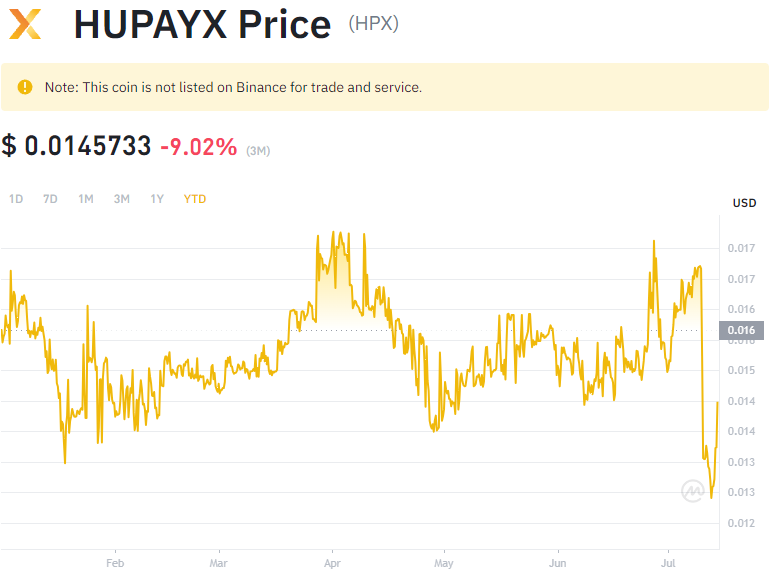 HUPAYX Price (HPX)
Note: This coin is not listed on Binance for trade and service.
$ 0.0145733 -9.02% (3M)
1D 7D 1M 3M 1Y YTD
USD
0.017
0.017
0.016
0.016
0.015
0.014
0.014
0.013
0.013
0.012
Feb Mar Apr May Jun Jul